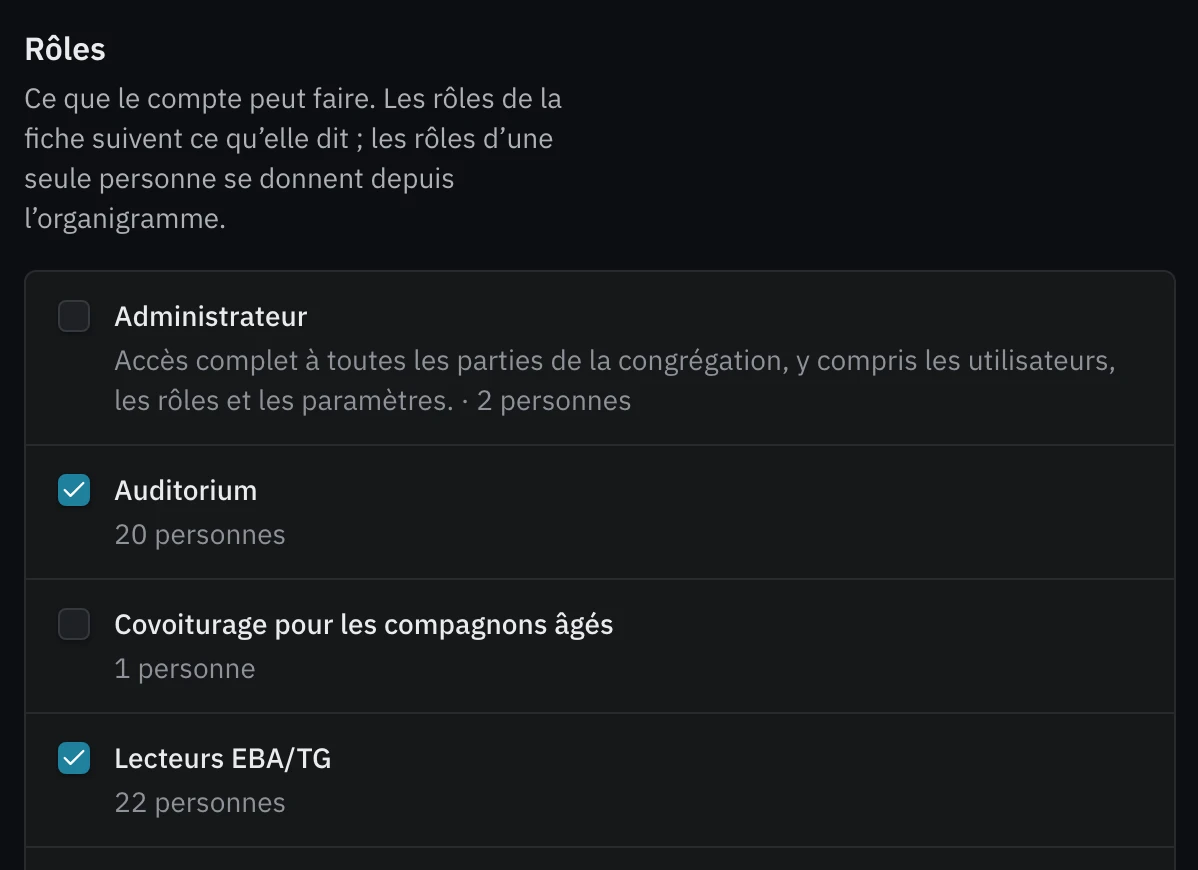 Rôles
Ce que le compte peut faire. Les rôles de la
fiche suivent ce qu’elle dit ; les rôles d’une
seule personne se donnent depuis
l’organigramme.
Administrateur
Accès complet à toutes les parties de la congrégation, y compris les utilisateurs,
les rôles et les paramètres. · 2 personnes
Auditorium
20 personnes
Covoiturage pour les compagnons âgés
1 personne
Lecteurs EBA/TG
22 personnes